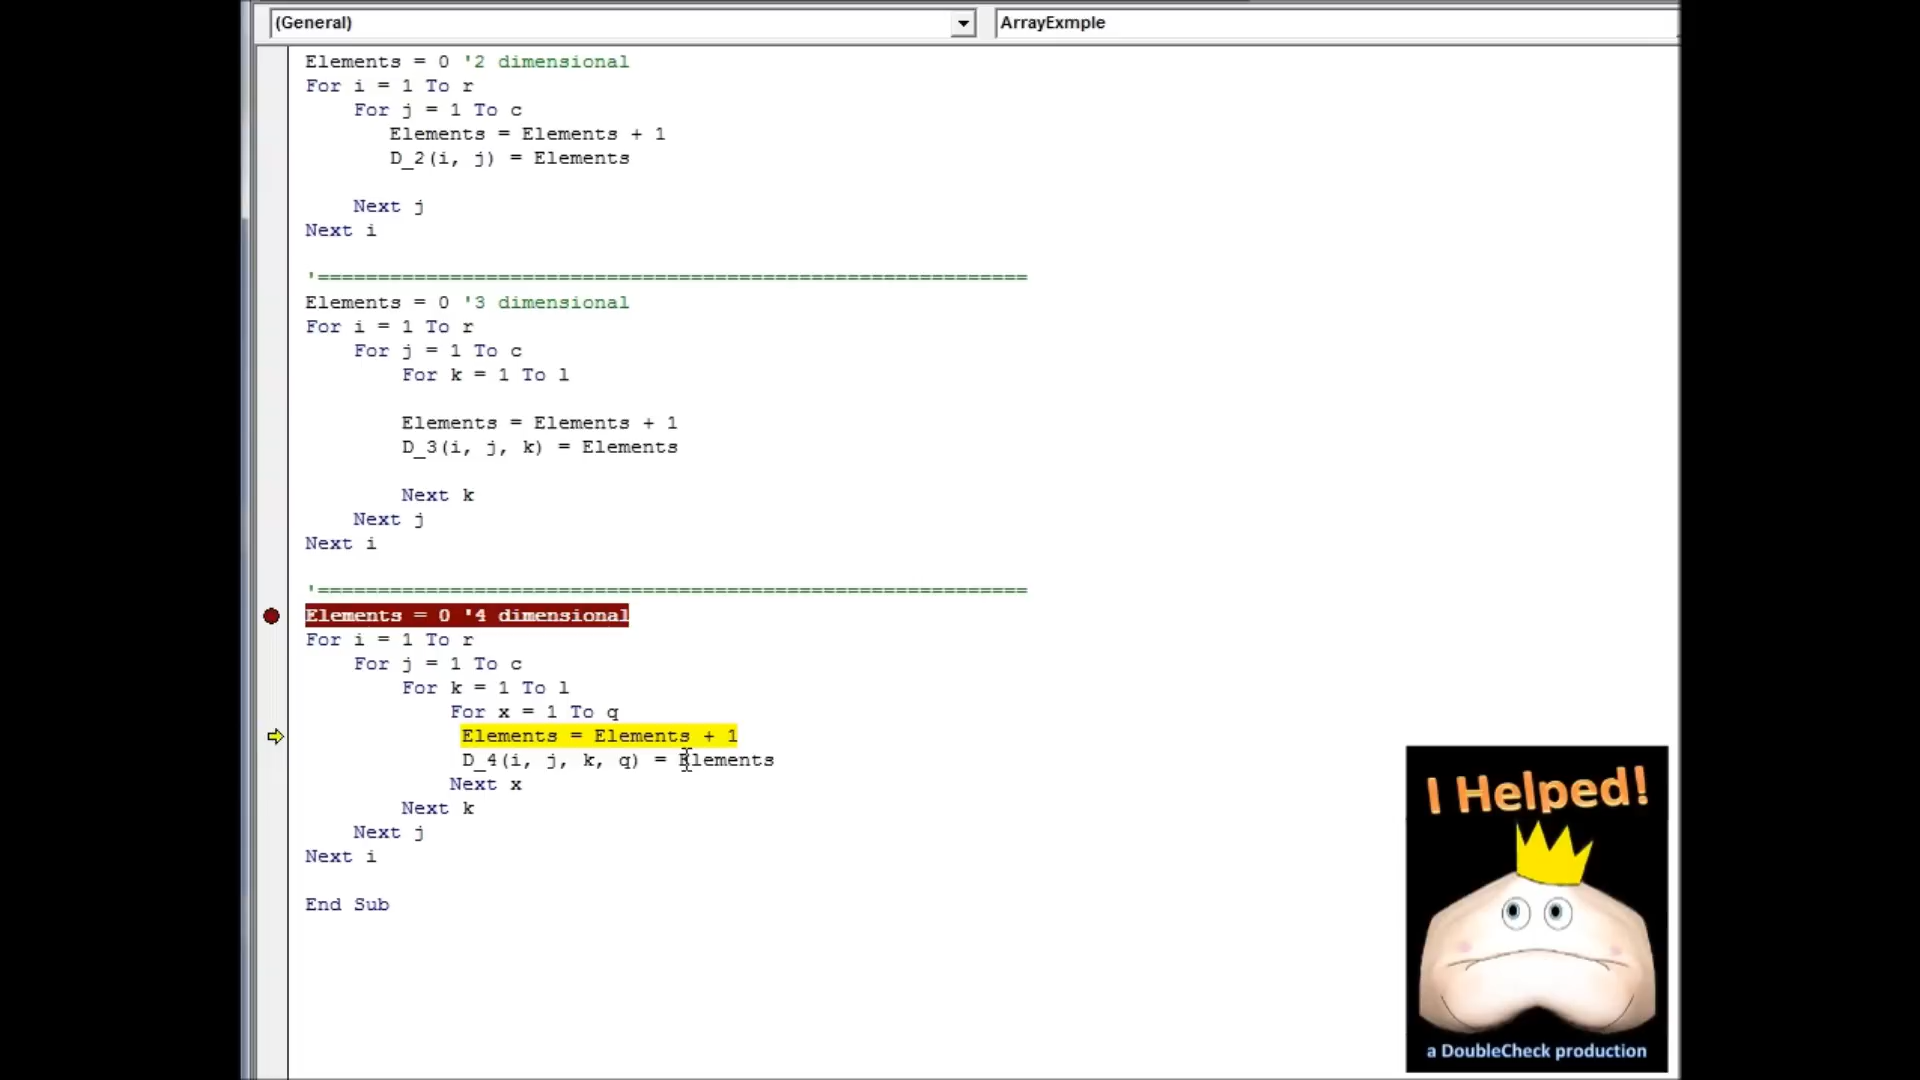 (General)
ArrayExmple
Elements = 0 '2 dimensional
For i = 1 To r
For j = 1 To c
Elements = Elements + 1
D_2(i, j) = Elements
Next j
Next i
'===========================================================
Elements = 0 '3 dimensional
For i = 1 To r
For j = 1 To c
For k = 1 To l
Elements = Elements + 1
D_3(i, j, k) = Elements
Next k
Next j
Next i
'===========================================================
Elements = 0 '4 dimensional
For i = 1 To r
For j = 1 To c
For k = 1 To l
For x = 1 To q
Elements = Elements + 1
D_4(i, j, k, q) = Elements
Next x
Next k
Next j
Next i
End Sub
I Helped!
a DoubleCheck production